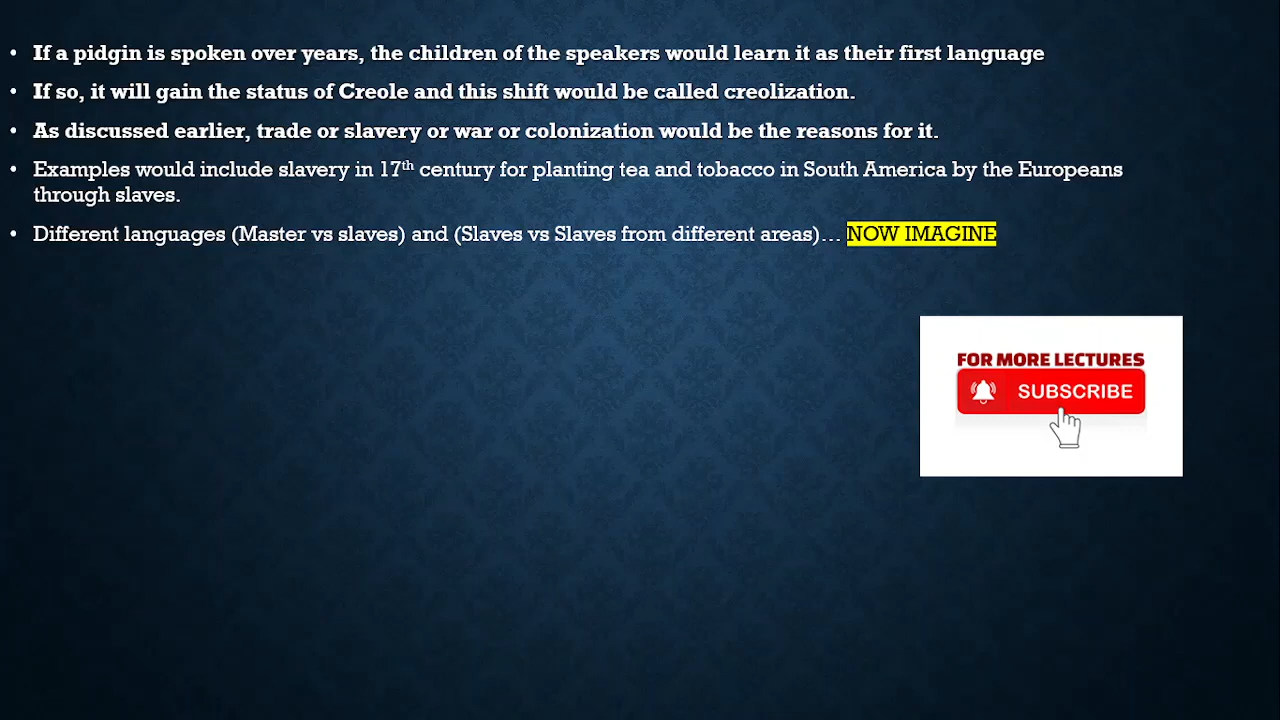 • If a pidgin is spoken over years, the children of the speakers would learn it as their first language
• If so, it will gain the status of Creole and this shift would be called creolization.
• As discussed earlier, trade or slavery or war or colonization would be the reasons for it.
• Examples would include slavery in 17th century for planting tea and tobacco in South America by the Europeans
through slaves.
• Different languages (Master vs slaves) and (Slaves vs Slaves from different areas)… NOW IMAGINE
FOR MORE LECTURES
SUBSCRIBE